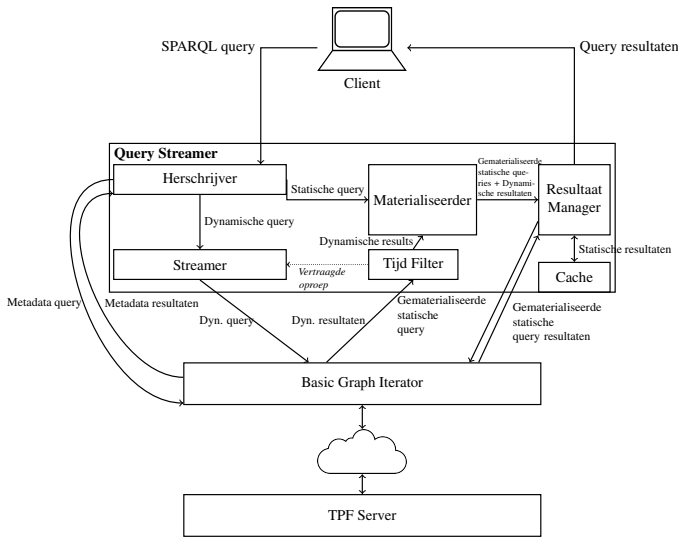 SPARQL query
Query resultaten
Client
Query Streamer
Herschrijver
Statische query
Materialiseerder
Gematerialiseerde
statische que-
ries + Dynami-
sche resultaten
Resultaat
Manager
Dynamische query
Dynamische results
Statische resultaten
Streamer
Vertraagde
oproep
Tijd Filter
Cache
Metadata query
Metadata resultaten
Dyn. query
Dyn. resultaten
Gematerialiseerde
statische
query
Gematerialiseerde
statische
query resultaten
Basic Graph Iterator
TPF Server